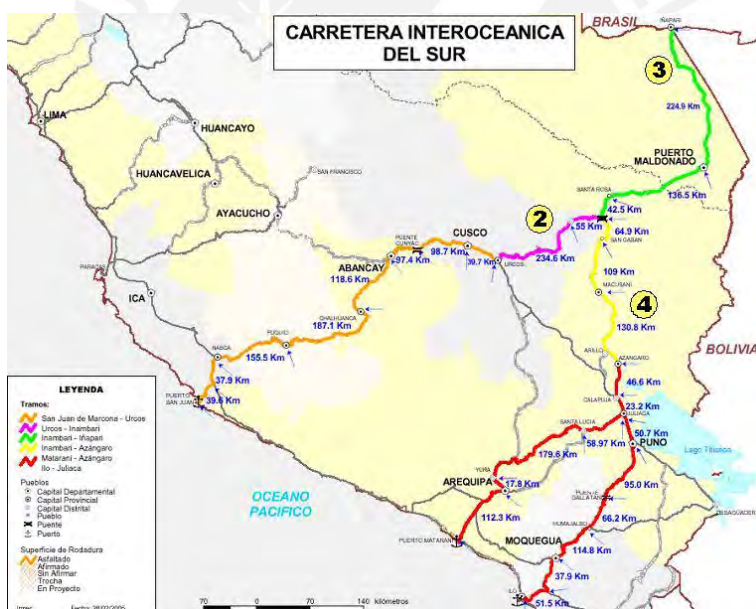 CARRETERA INTEROCEANICA
DEL SUR
BRASIL
IÑAPARI
3
224.9 Km
PUERTO
MALDONADO
136.5 Km
SANTA ROSA
42.5 Km
2
55 Km
64.9 Km
SAN GABAN
234.6 Km
109 Km
MACUSANI
4
130.8 Km
BOLIVIA
LIMA
HUANCAYO
HUANCAVELICA
SAN FRANCISCO
AYACUCHO
CUSCO
98.7 Km
39.7 Km
URCOS
ABANCAY
97.4 Km
118.6 Km
PARACAS
ICA
CHALHUANCA
187.1 Km
PUQUIO
155.5 Km
NASCA
37.9 Km
PUERTO
SAN JUAN
39.6 Km
AZANGARO
46.6 Km
CALAPUJA
23.2 Km
JULIACA
50.7 Km
PUNO
Lago Titicaca
SANTA LUCIA
58.97 Km
179.6 Km
YURA
AREQUIPA
17.8 Km
112.3 Km
PUERTO MATARANI
95.0 Km
PUENTE
GALLATAN
66.2 Km
HUMAJALSO
114.8 Km
MOQUEGUA
37.9 Km
ILO
51.5 Km
OCEANO
PACIFICO
LEYENDA
Tramos:
San Juan de Marcona - Urcos
Urcos - Inambari
Inambari - Iñapari
Inambari - Azángaro
Matarani - Azángaro
Ilo - Juliaca
Pueblos
Capital Departamental
Capital Provincial
Capital Distrital
Pueblo
Puente
Puerto
Superficie de Rodadura
Asfaltado
Afirmado
Sin Afirmar
Trocha
En Proyecto
Fecha: 28/02/2005
70 0 70 140 kilómetros